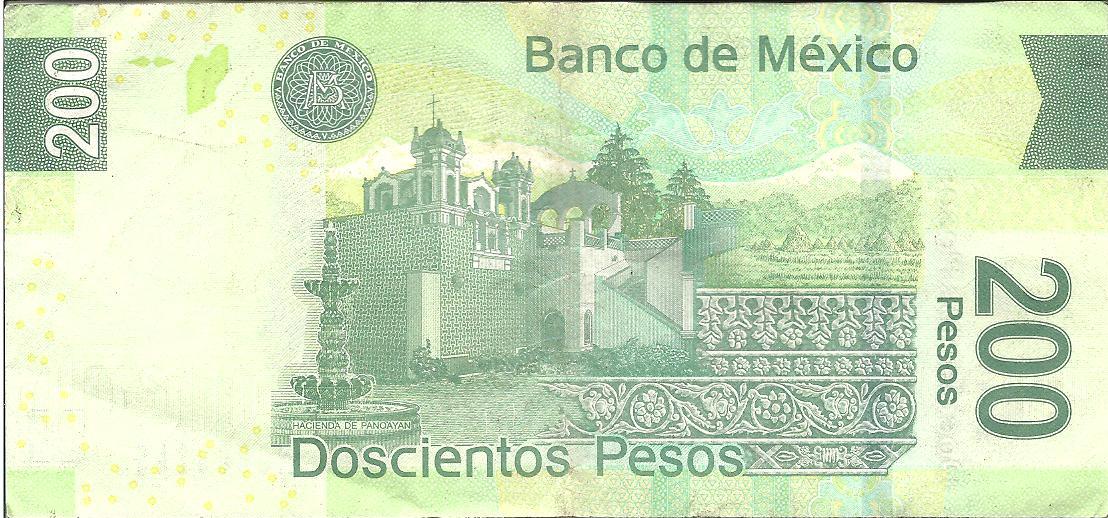 200
BANCO DE MÉXICO
Banco de México
200
Pesos
HACIENDA DE PANOAYAN
Doscientos Pesos